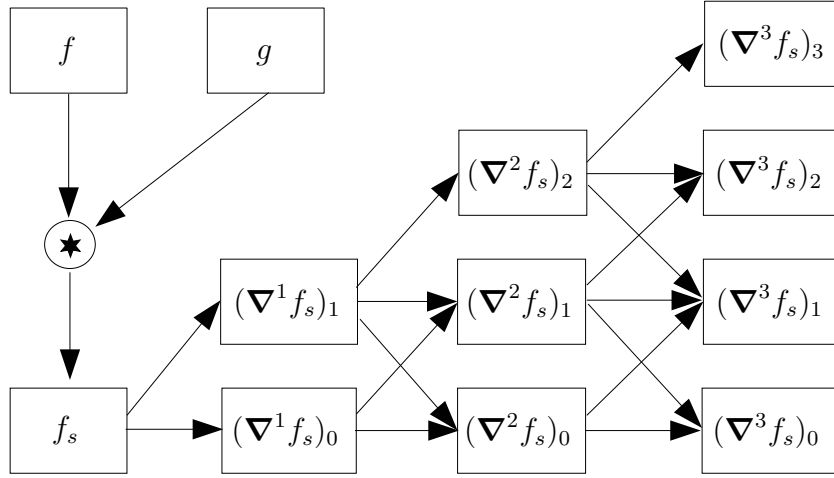 f g (∇³f_s)₃
(∇²f_s)₂ (∇³f_s)₂
★
(∇¹f_s)₁ (∇²f_s)₁ (∇³f_s)₁
f_s (∇¹f_s)₀ (∇²f_s)₀ (∇³f_s)₀